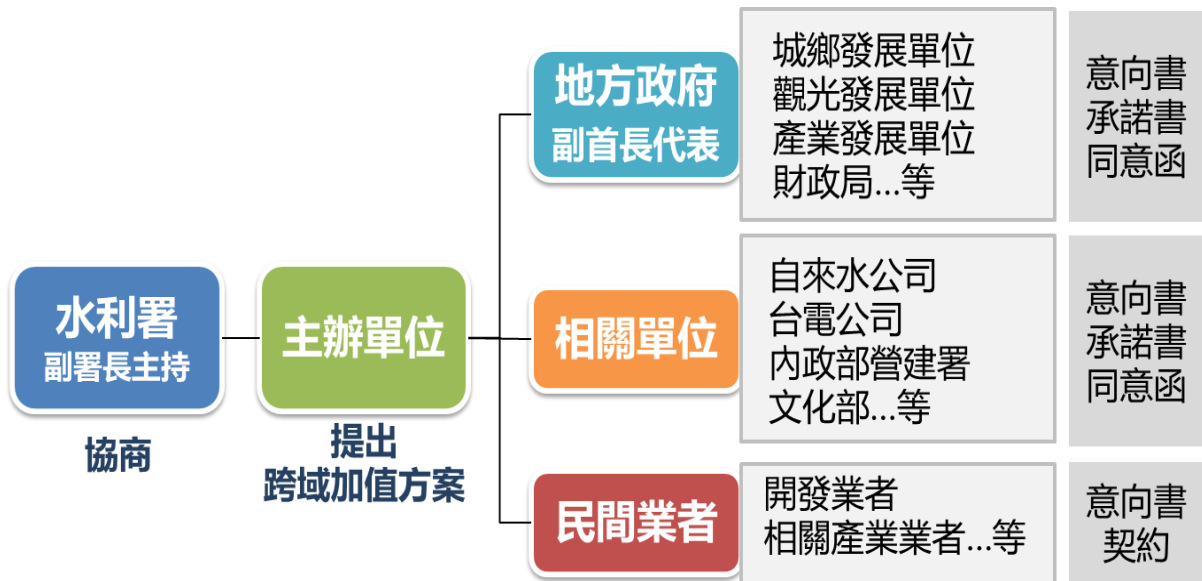 水利署
副署長主持
協商
主辦單位
提出
跨域加值方案
地方政府
副首長代表
城鄉發展單位
觀光發展單位
產業發展單位
財政局...等
意向書
承諾書
同意函
相關單位
自來水公司
台電公司
內政部營建署
文化部...等
意向書
承諾書
同意函
民間業者
開發業者
相關產業業者...等
意向書
契約